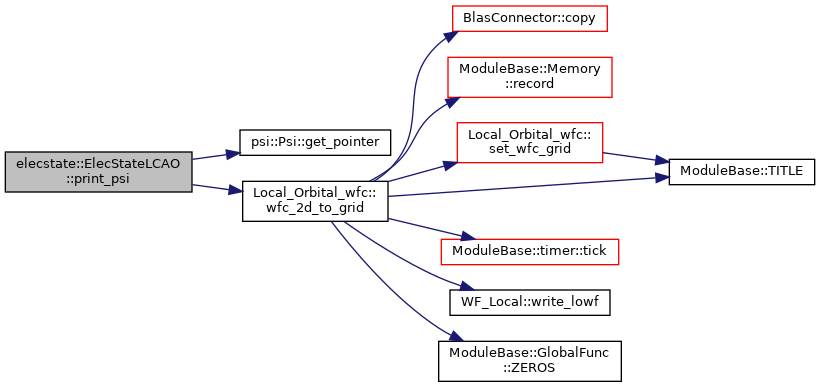 elecstate::ElecStateLCAO
::print_psi
psi::Psi::get_pointer
Local_Orbital_wfc::
wfc_2d_to_grid
BlasConnector::copy
ModuleBase::Memory
::record
Local_Orbital_wfc::
set_wfc_grid
ModuleBase::TITLE
ModuleBase::timer::tick
WF_Local::write_lowf
ModuleBase::GlobalFunc
::ZEROS